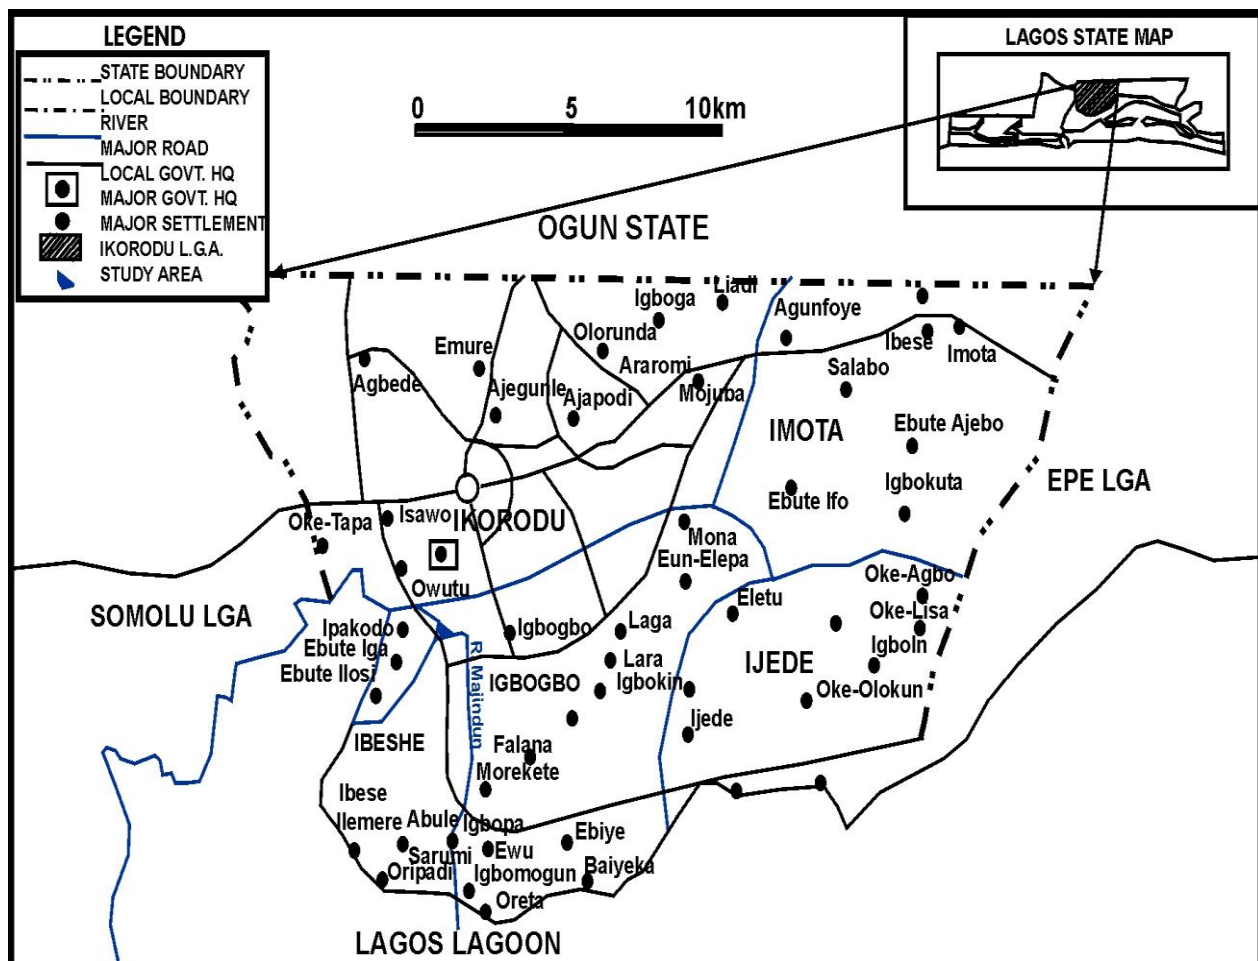 LEGEND
STATE BOUNDARY
LOCAL BOUNDARY
RIVER
MAJOR ROAD
LOCAL GOVT. HQ
MAJOR GOVT. HQ
MAJOR SETTLEMENT
IKORODU L.G.A.
STUDY AREA
0 5 10km
LAGOS STATE MAP
OGUN STATE
Liadi
Igboga
Agunfoye
Olorunda
Ibese
Imota
Emure
Araromi
Salabo
Agbede
Mojuba
Ajegunle
Ajapodi
IMOTA
Ebute Ajebo
EPE LGA
Igbokuta
Ebute Ifo
Isawo
IKORODU
Oke-Tapa
Mona
Eun-Elepa
Oke-Agbo
Owutu
Eletu
Oke-Lisa
SOMOLU LGA
Ipakodo
Igbogbo
Laga
Igboln
Ebute Iga
Lara
IJEDE
Ebute Ilosi
R. Majindun
IGBOGBO
Igbokin
Oke-Olokun
Ijede
IBESHE
Falana
Morekete
Ibese
Ilemere
Abule
Igbopa
Ebiye
Sarumi
Ewu
Oripadi
Igbomogun
Baiyeka
Oreta
LAGOS LAGOON